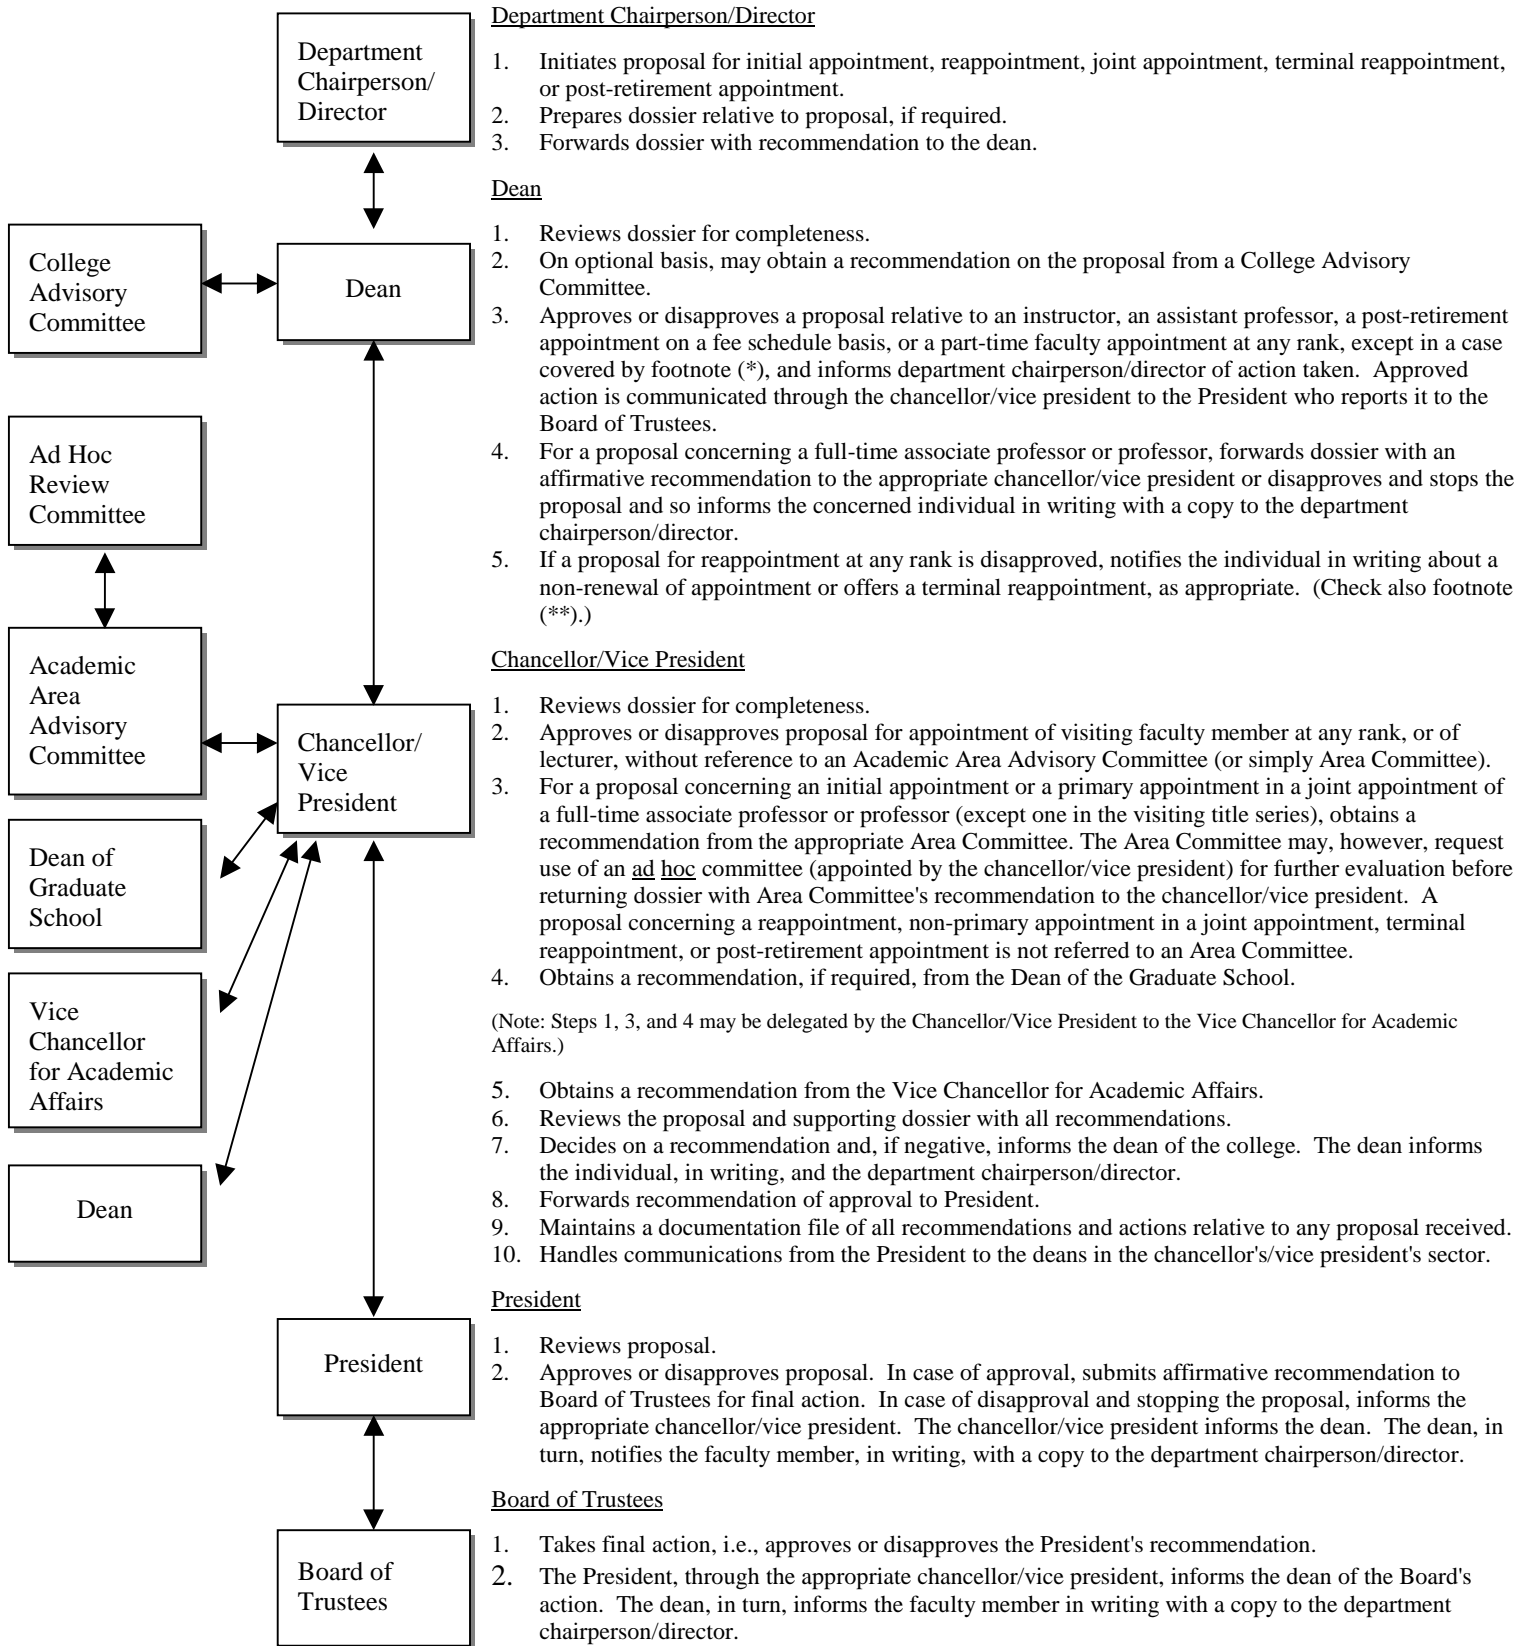 Department
Chairperson/
Director
College
Advisory
Committee
Dean
Ad Hoc
Review
Committee
Academic
Area
Advisory
Committee
Chancellor/
Vice
President
Dean of
Graduate
School
Vice
Chancellor
for Academic
Affairs
Dean
President
Board of
Trustees
Department Chairperson/Director
1. Initiates proposal for initial appointment, reappointment, joint appointment, terminal reappointment,
or post-retirement appointment.
2. Prepares dossier relative to proposal, if required.
3. Forwards dossier with recommendation to the dean.
Dean
1. Reviews dossier for completeness.
2. On optional basis, may obtain a recommendation on the proposal from a College Advisory
Committee.
3. Approves or disapproves a proposal relative to an instructor, an assistant professor, a post-retirement
appointment on a fee schedule basis, or a part-time faculty appointment at any rank, except in a case
covered by footnote (*), and informs department chairperson/director of action taken. Approved
action is communicated through the chancellor/vice president to the President who reports it to the
Board of Trustees.
4. For a proposal concerning a full-time associate professor or professor, forwards dossier with an
affirmative recommendation to the appropriate chancellor/vice president or disapproves and stops the
proposal and so informs the concerned individual in writing with a copy to the department
chairperson/director.
5. If a proposal for reappointment at any rank is disapproved, notifies the individual in writing about a
non-renewal of appointment or offers a terminal reappointment, as appropriate. (Check also footnote
(**).)
Chancellor/Vice President
1. Reviews dossier for completeness.
2. Approves or disapproves proposal for appointment of visiting faculty member at any rank, or of
lecturer, without reference to an Academic Area Advisory Committee (or simply Area Committee).
3. For a proposal concerning an initial appointment or a primary appointment in a joint appointment of
a full-time associate professor or professor (except one in the visiting title series), obtains a
recommendation from the appropriate Area Committee. The Area Committee may, however, request
use of an ad hoc committee (appointed by the chancellor/vice president) for further evaluation before
returning dossier with Area Committee's recommendation to the chancellor/vice president. A
proposal concerning a reappointment, non-primary appointment in a joint appointment, terminal
reappointment, or post-retirement appointment is not referred to an Area Committee.
4. Obtains a recommendation, if required, from the Dean of the Graduate School.
(Note: Steps 1, 3, and 4 may be delegated by the Chancellor/Vice President to the Vice Chancellor for Academic
Affairs.)
5. Obtains a recommendation from the Vice Chancellor for Academic Affairs.
6. Reviews the proposal and supporting dossier with all recommendations.
7. Decides on a recommendation and, if negative, informs the dean of the college. The dean informs
the individual, in writing, and the department chairperson/director.
8. Forwards recommendation of approval to President.
9. Maintains a documentation file of all recommendations and actions relative to any proposal received.
10. Handles communications from the President to the deans in the chancellor's/vice president's sector.
President
1. Reviews proposal.
2. Approves or disapproves proposal. In case of approval, submits affirmative recommendation to
Board of Trustees for final action. In case of disapproval and stopping the proposal, informs the
appropriate chancellor/vice president. The chancellor/vice president informs the dean. The dean, in
turn, notifies the faculty member, in writing, with a copy to the department chairperson/director.
Board of Trustees
1. Takes final action, i.e., approves or disapproves the President's recommendation.
2. The President, through the appropriate chancellor/vice president, informs the dean of the Board's
action. The dean, in turn, informs the faculty member in writing with a copy to the department
chairperson/director.